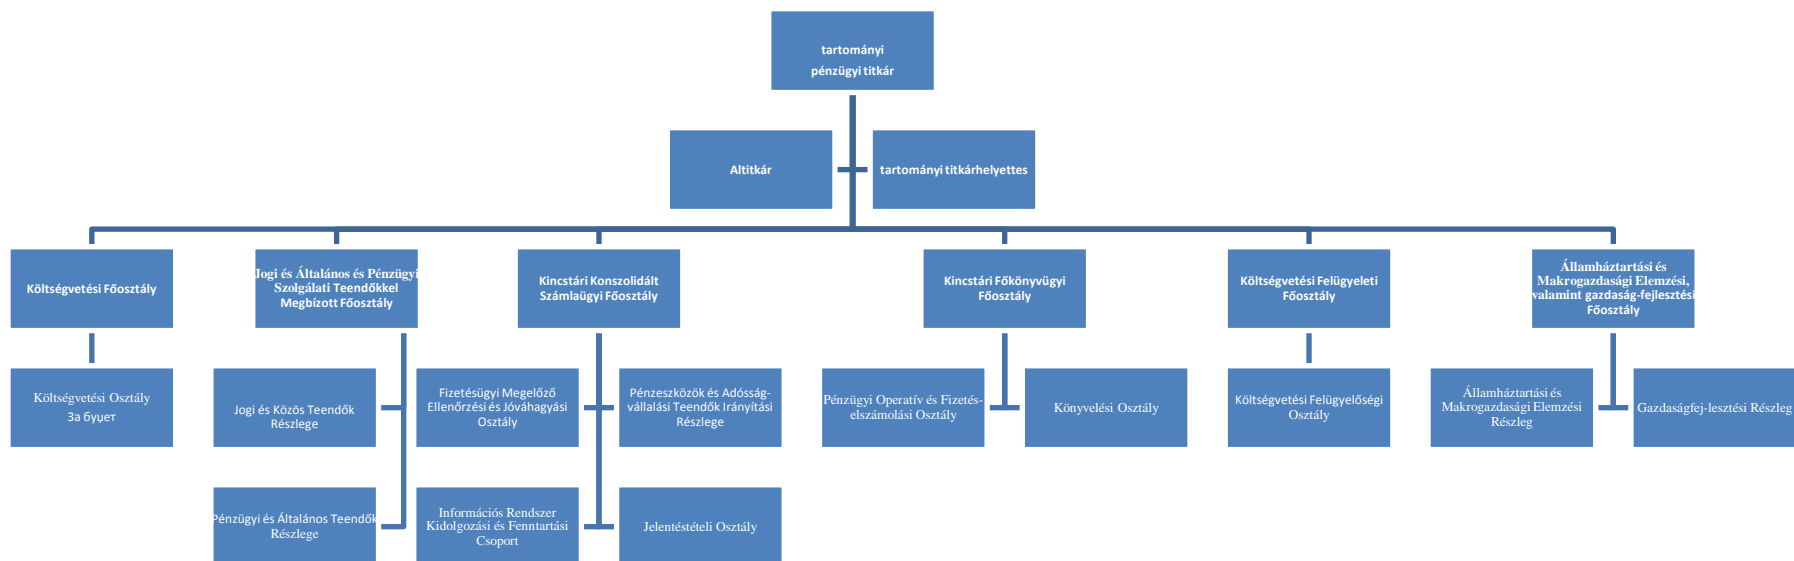 tartományi
pénzügyi titkár
Altitkár
tartományi titkárhelyettes
Költségvetési Főosztály
Jogi és Általános és Pénzügyi
Szolgálati Teendőkkel
Megbízott Főosztály
Kincstári Konszolidált
Számlaügyi Főosztály
Kincstári Főkönyvügyi
Főosztály
Költségvetési Felügyeleti
Főosztály
Államháztartási és
Makrogazdasági Elemzési,
valamint gazdaság-fejlesztési
Főosztály
Költségvetési Osztály
За буџет
Jogi és Közös Teendők
Részlege
Fizetésügyi Megelőző
Ellenőrzési és Jóváhagyási
Osztály
Pénzeszközök és Adósság-
vállalási Teendők Irányítási
Részlege
Pénzügyi Operatív és Fizetés-
elszámolási Osztály
Könyvelési Osztály
Költségvetési Felügyelőségi
Osztály
Államháztartási és
Makrogazdasági Elemzési
Részleg
Gazdaságfej-lesztési Részleg
Pénzügyi és Általános Teendők
Részlege
Információs Rendszer
Kidolgozási és Fenntartási
Csoport
Jelentéstételi Osztály